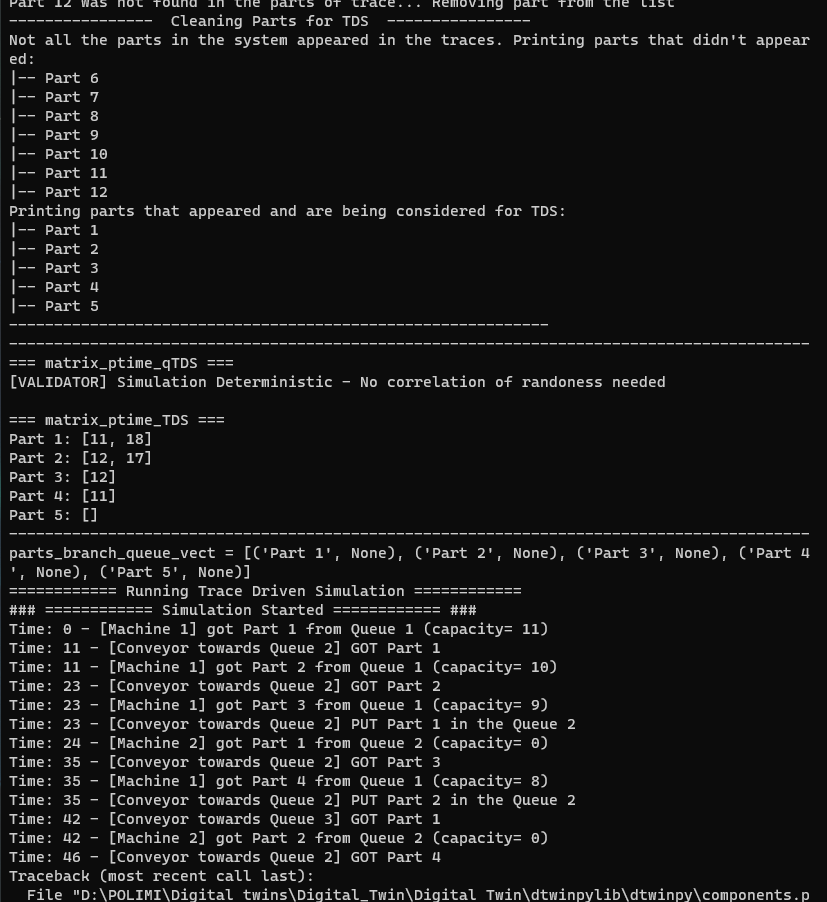 Part 12 Was not found in the parts of trace... Removing part from the list
---------------- Cleaning Parts for TDS ----------------
Not all the parts in the system appeared in the traces. Printing parts that didn't appear
ed:
|-- Part 6
|-- Part 7
|-- Part 8
|-- Part 9
|-- Part 10
|-- Part 11
|-- Part 12
Printing parts that appeared and are being considered for TDS:
|-- Part 1
|-- Part 2
|-- Part 3
|-- Part 4
|-- Part 5
------------------------------------------------------------
-----------------------------------------------------------------------------------------
=== matrix_ptime_qTDS ===
[VALIDATOR] Simulation Deterministic - No correlation of randoness needed
=== matrix_ptime_TDS ===
Part 1: [11, 18]
Part 2: [12, 17]
Part 3: [12]
Part 4: [11]
Part 5: []
-----------------------------------------------------------------------------------------
parts_branch_queue_vect = [('Part 1', None), ('Part 2', None), ('Part 3', None), ('Part 4
', None), ('Part 5', None)]
============ Running Trace Driven Simulation ============
### ============ Simulation Started ============ ###
Time: 0 - [Machine 1] got Part 1 from Queue 1 (capacity= 11)
Time: 11 - [Conveyor towards Queue 2] GOT Part 1
Time: 11 - [Machine 1] got Part 2 from Queue 1 (capacity= 10)
Time: 23 - [Conveyor towards Queue 2] GOT Part 2
Time: 23 - [Machine 1] got Part 3 from Queue 1 (capacity= 9)
Time: 23 - [Conveyor towards Queue 2] PUT Part 1 in the Queue 2
Time: 24 - [Machine 2] got Part 1 from Queue 2 (capacity= 0)
Time: 35 - [Conveyor towards Queue 2] GOT Part 3
Time: 35 - [Machine 1] got Part 4 from Queue 1 (capacity= 8)
Time: 35 - [Conveyor towards Queue 2] PUT Part 2 in the Queue 2
Time: 42 - [Conveyor towards Queue 3] GOT Part 1
Time: 42 - [Machine 2] got Part 2 from Queue 2 (capacity= 0)
Time: 46 - [Conveyor towards Queue 2] GOT Part 4
Traceback (most recent call last):
File "D:\POLIMI\Digital twins\Digital_Twin\Digital Twin\dtwinpylib\dtwinpy\components.p